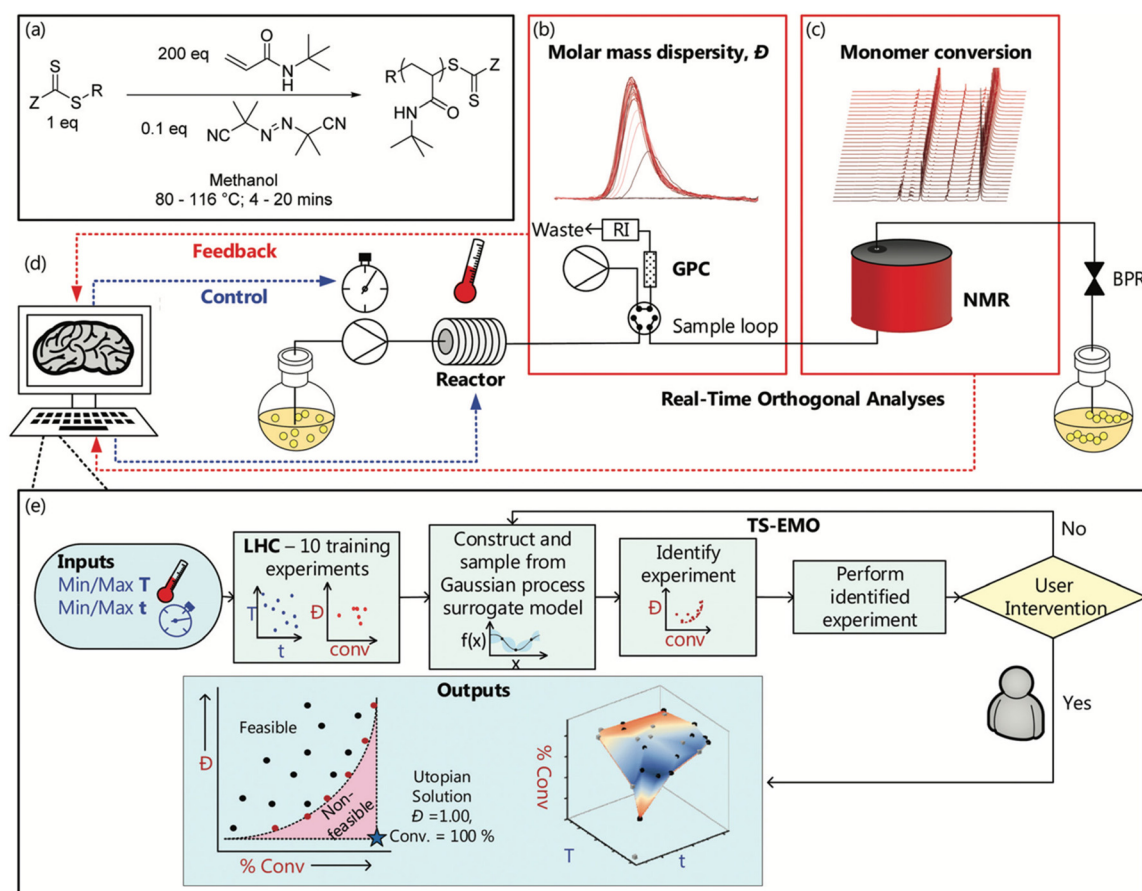 (a)
200 eq
O
N
H
S
Z
S
R
1 eq
0.1 eq
NC
N
N
CN
R
S
Z
S
O
HN
Methanol
80 - 116 °C; 4 - 20 mins
(b)
Molar mass dispersity, Đ
Waste
RI
GPC
Sample loop
(c)
Monomer conversion
NMR
BPR
(d)
Feedback
Control
Reactor
Real-Time Orthogonal Analyses
(e)
TS-EMO
Inputs
Min/Max T
Min/Max t
LHC – 10 training
experiments
T
t
Đ
conv
Construct and
sample from
Gaussian process
surrogate model
f(x)
x
Identify
experiment
Đ
conv
Perform
identified
experiment
User
Intervention
No
Yes
Outputs
Đ
Feasible
Non-
feasible
% Conv
Utopian
Solution
Đ =1.00,
Conv. = 100 %
% Conv
T
t